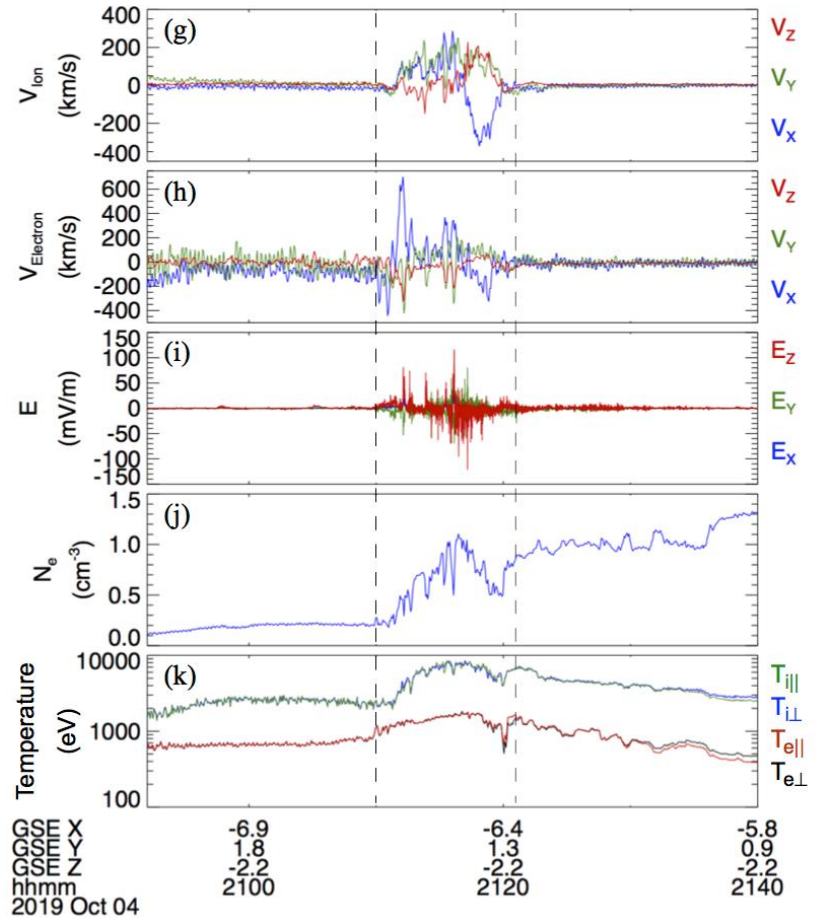 (g)
400
200
0
-200
-400
V_Ion
(km/s)
V_Z
V_Y
V_X
(h)
600
400
200
0
-200
-400
V_Electron
(km/s)
V_Z
V_Y
V_X
(i)
150
100
50
0
-50
-100
-150
E
(mV/m)
E_Z
E_Y
E_X
(j)
1.5
1.0
0.5
0.0
N_e
(cm^-3)
(k)
10000
1000
100
Temperature
(eV)
T_i||
T_i⊥
T_e||
T_e⊥
GSE X -6.9 -6.4 -5.8
GSE Y 1.8 1.3 0.9
GSE Z -2.2 -2.2 -2.2
hhmm 2100 2120 2140
2019 Oct 04